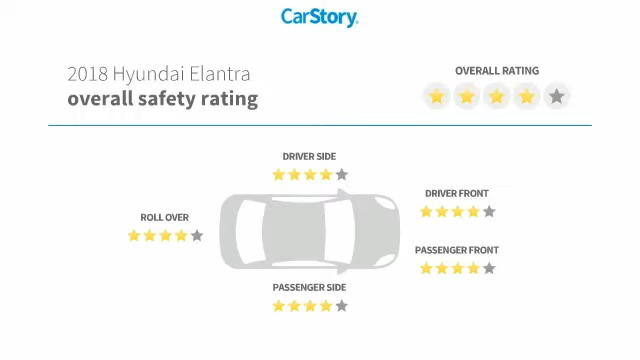 CarStory.
2018 Hyundai Elantra
overall safety rating
OVERALL RATING
DRIVER SIDE
DRIVER FRONT
ROLL OVER
PASSENGER FRONT
PASSENGER SIDE